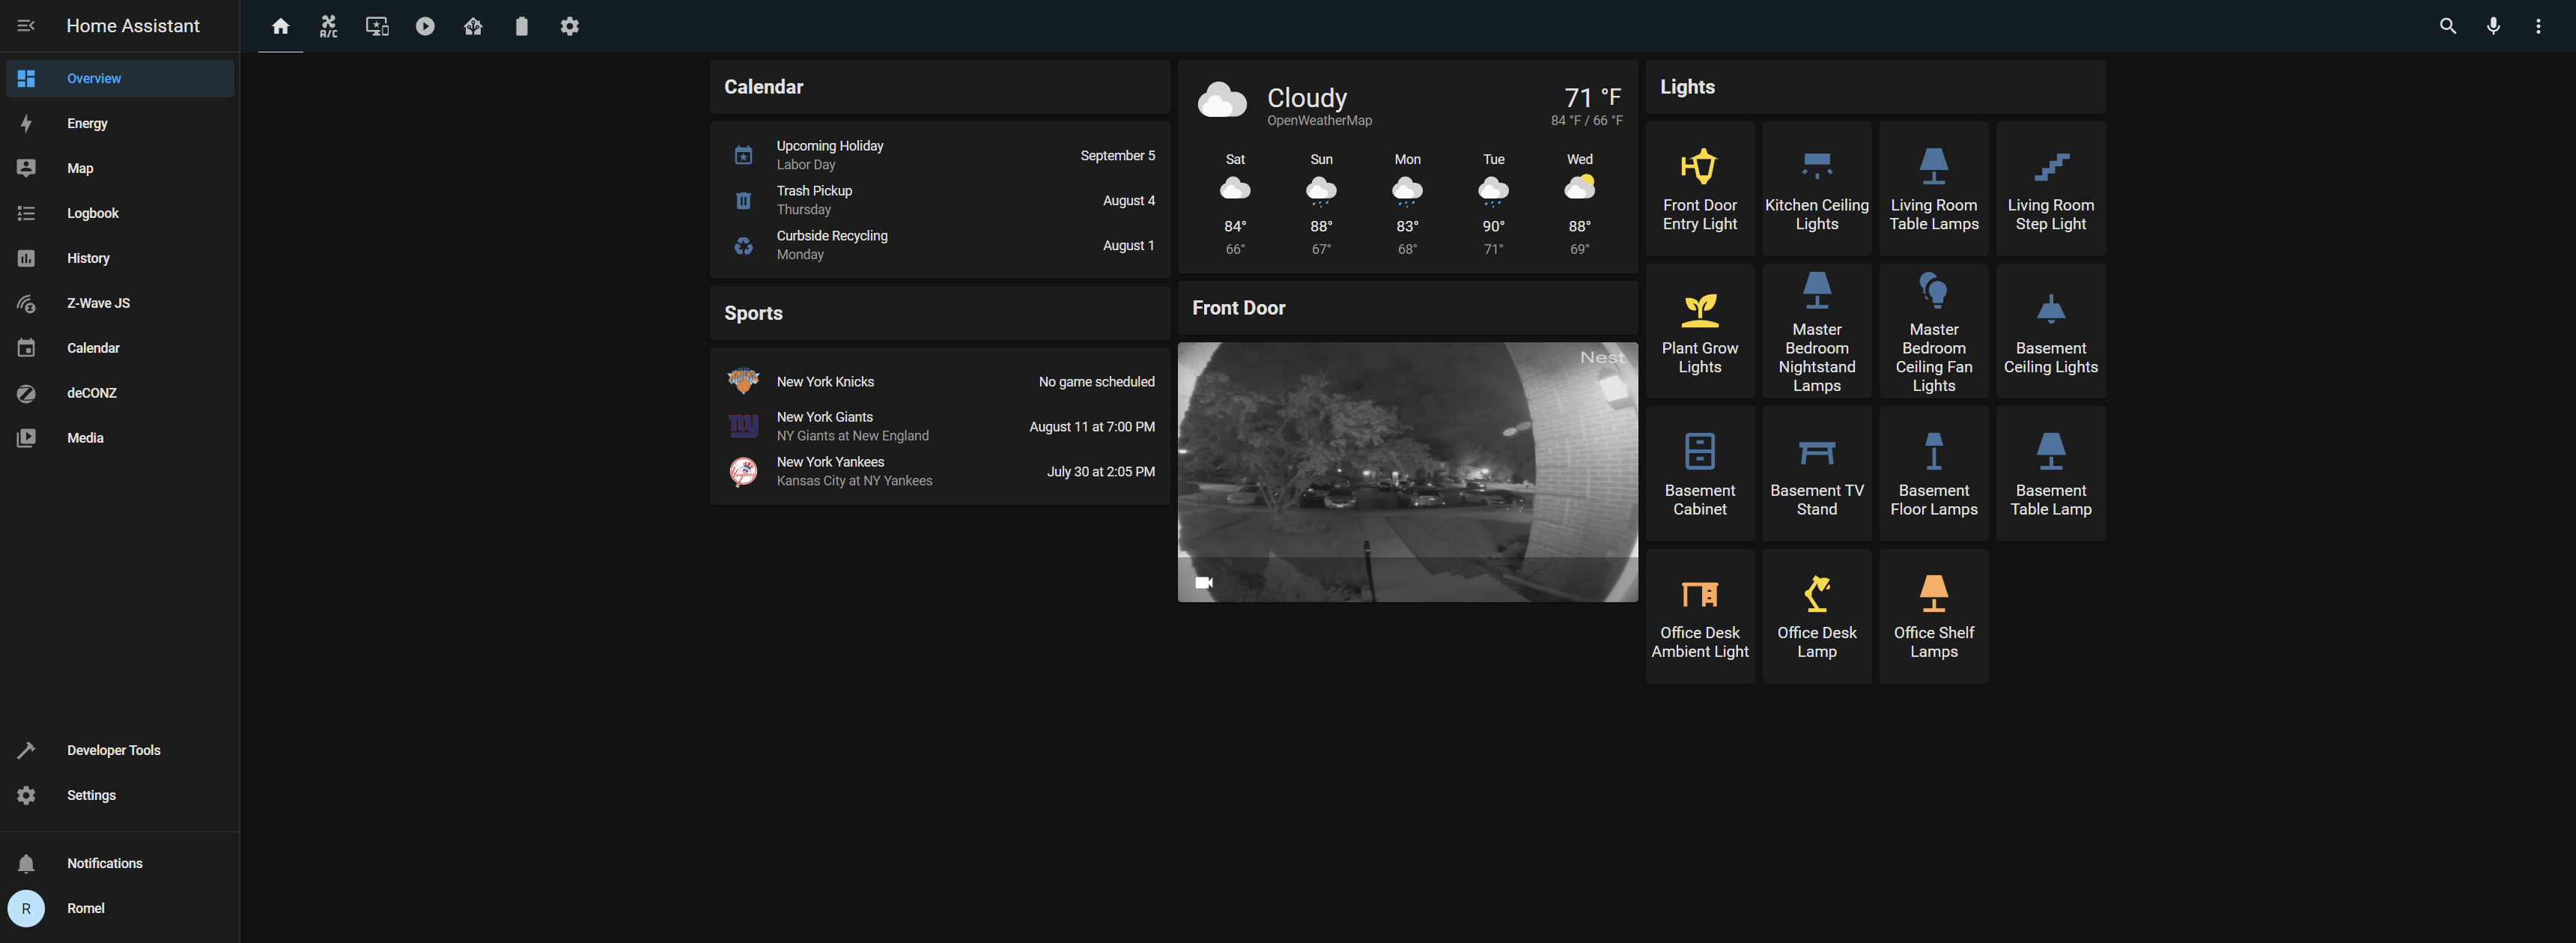 Home Assistant
A/C
Overview
Energy
Map
Logbook
History
Z-Wave JS
Calendar
deCONZ
Media
Developer Tools
Settings
Notifications
R
Romel
Calendar
Upcoming Holiday
Labor Day
September 5
Trash Pickup
Thursday
August 4
Curbside Recycling
Monday
August 1
Sports
New York Knicks
No game scheduled
New York Giants
NY Giants at New England
August 11 at 7:00 PM
New York Yankees
Kansas City at NY Yankees
July 30 at 2:05 PM
Cloudy
OpenWeatherMap
71 °F
84 °F / 66 °F
Sat Sun Mon Tue Wed
84° 88° 83° 90° 88°
66° 67° 68° 71° 69°
Front Door
Nest
Lights
Front Door
Entry Light
Kitchen Ceiling
Lights
Living Room
Table Lamps
Living Room
Step Light
Plant Grow
Lights
Master
Bedroom
Nightstand
Lamps
Master
Bedroom
Ceiling Fan
Lights
Basement
Ceiling Lights
Basement
Cabinet
Basement TV
Stand
Basement
Floor Lamps
Basement
Table Lamp
Office Desk
Ambient Light
Office Desk
Lamp
Office Shelf
Lamps